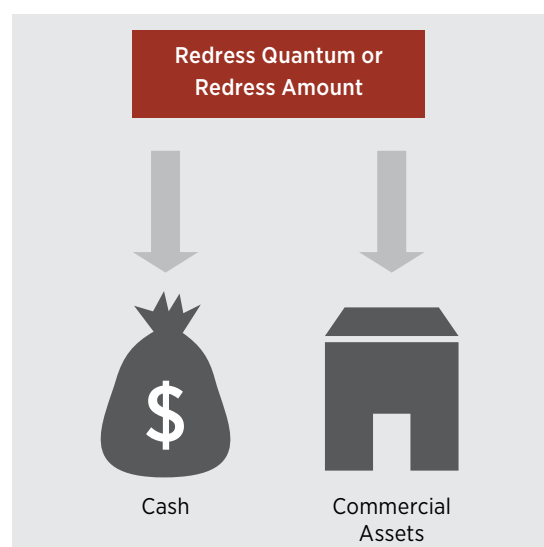 Redress Quantum or
Redress Amount
$
Cash
Commercial
Assets